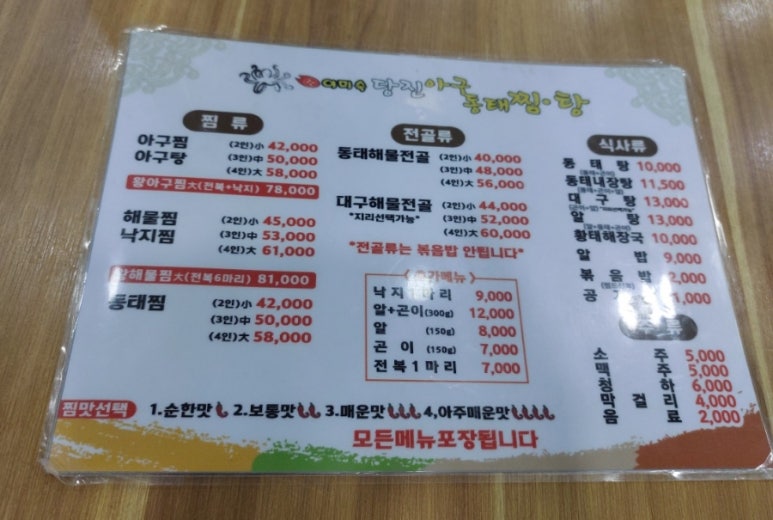 여미수 당진아구
동태찜·탕
찜 류
아구찜 (2인)小 42,000
아구탕 (3인)中 50,000
(4인)大 58,000
왕아구찜大(전복+낙지) 78,000
해물찜 (2인)小 45,000
낙지찜 (3인)中 53,000
(4인)大 61,000
왕해물찜大(전복6마리) 81,000
동태찜 (2인)小 42,000
(3인)中 50,000
(4인)大 58,000
전골류
동태해물전골 (2인)小 40,000
(3인)中 48,000
(4인)大 56,000
대구해물전골 (2인)小 44,000
*지리선택가능* (3인)中 52,000
(4인)大 60,000
*전골류는 볶음밥 안됩니다*
메뉴
낙지 마리 9,000
알+곤이(300g) 12,000
알 (150g) 8,000
곤 이 (150g) 7,000
전복1마리 7,000
식사류
동 태 탕 10,000
동태내장탕 11,500
대 구 탕 13,000
알 탕 13,000
황태해장국 10,000
알 밥 9,000
볶 음 밥 2,000
공 1,000
주 류
소 주 5,000
맥 주 5,000
청 하 6,000
막 걸 리 4,000
음 료 2,000
찜맛선택 1.순한맛 2.보통맛 3.매운맛 4,아주매운맛
모든메뉴포장됩니다